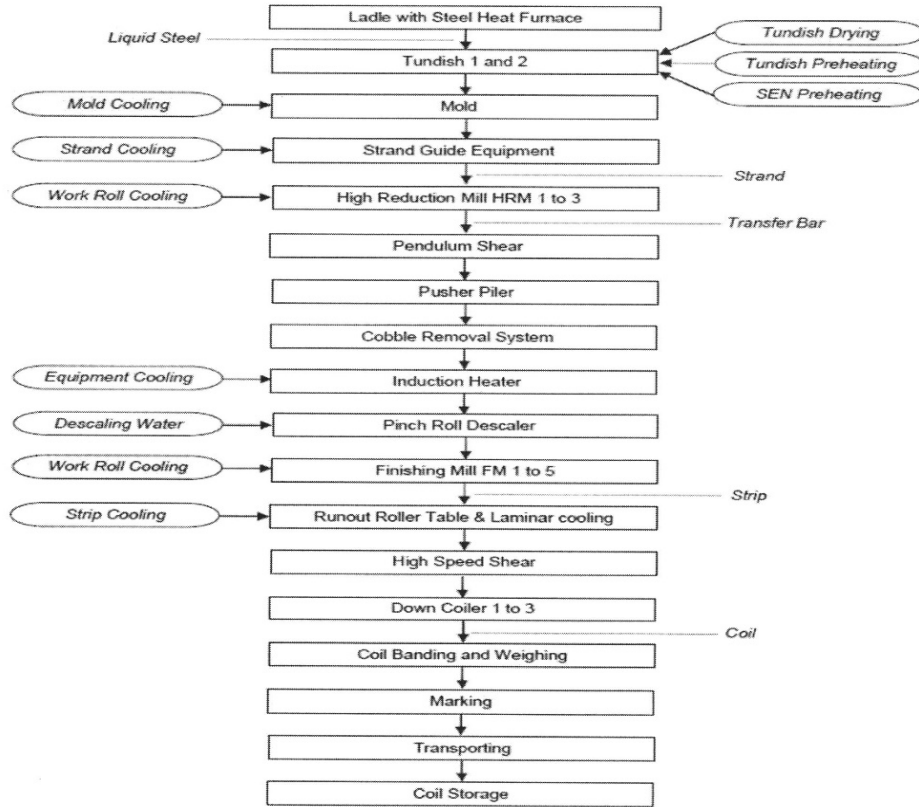 Ladle with Steel Heat Furnace
Liquid Steel
Tundish Drying
Tundish 1 and 2
Tundish Preheating
SEN Preheating
Mold Cooling
Mold
Strand Cooling
Strand Guide Equipment
Strand
Work Roll Cooling
High Reduction Mill HRM 1 to 3
Transfer Bar
Pendulum Shear
Pusher Piler
Cobble Removal System
Equipment Cooling
Induction Heater
Descaling Water
Pinch Roll Descaler
Work Roll Cooling
Finishing Mill FM 1 to 5
Strip
Strip Cooling
Runout Roller Table & Laminar cooling
High Speed Shear
Down Coiler 1 to 3
Coil
Coil Banding and Weighing
Marking
Transporting
Coil Storage